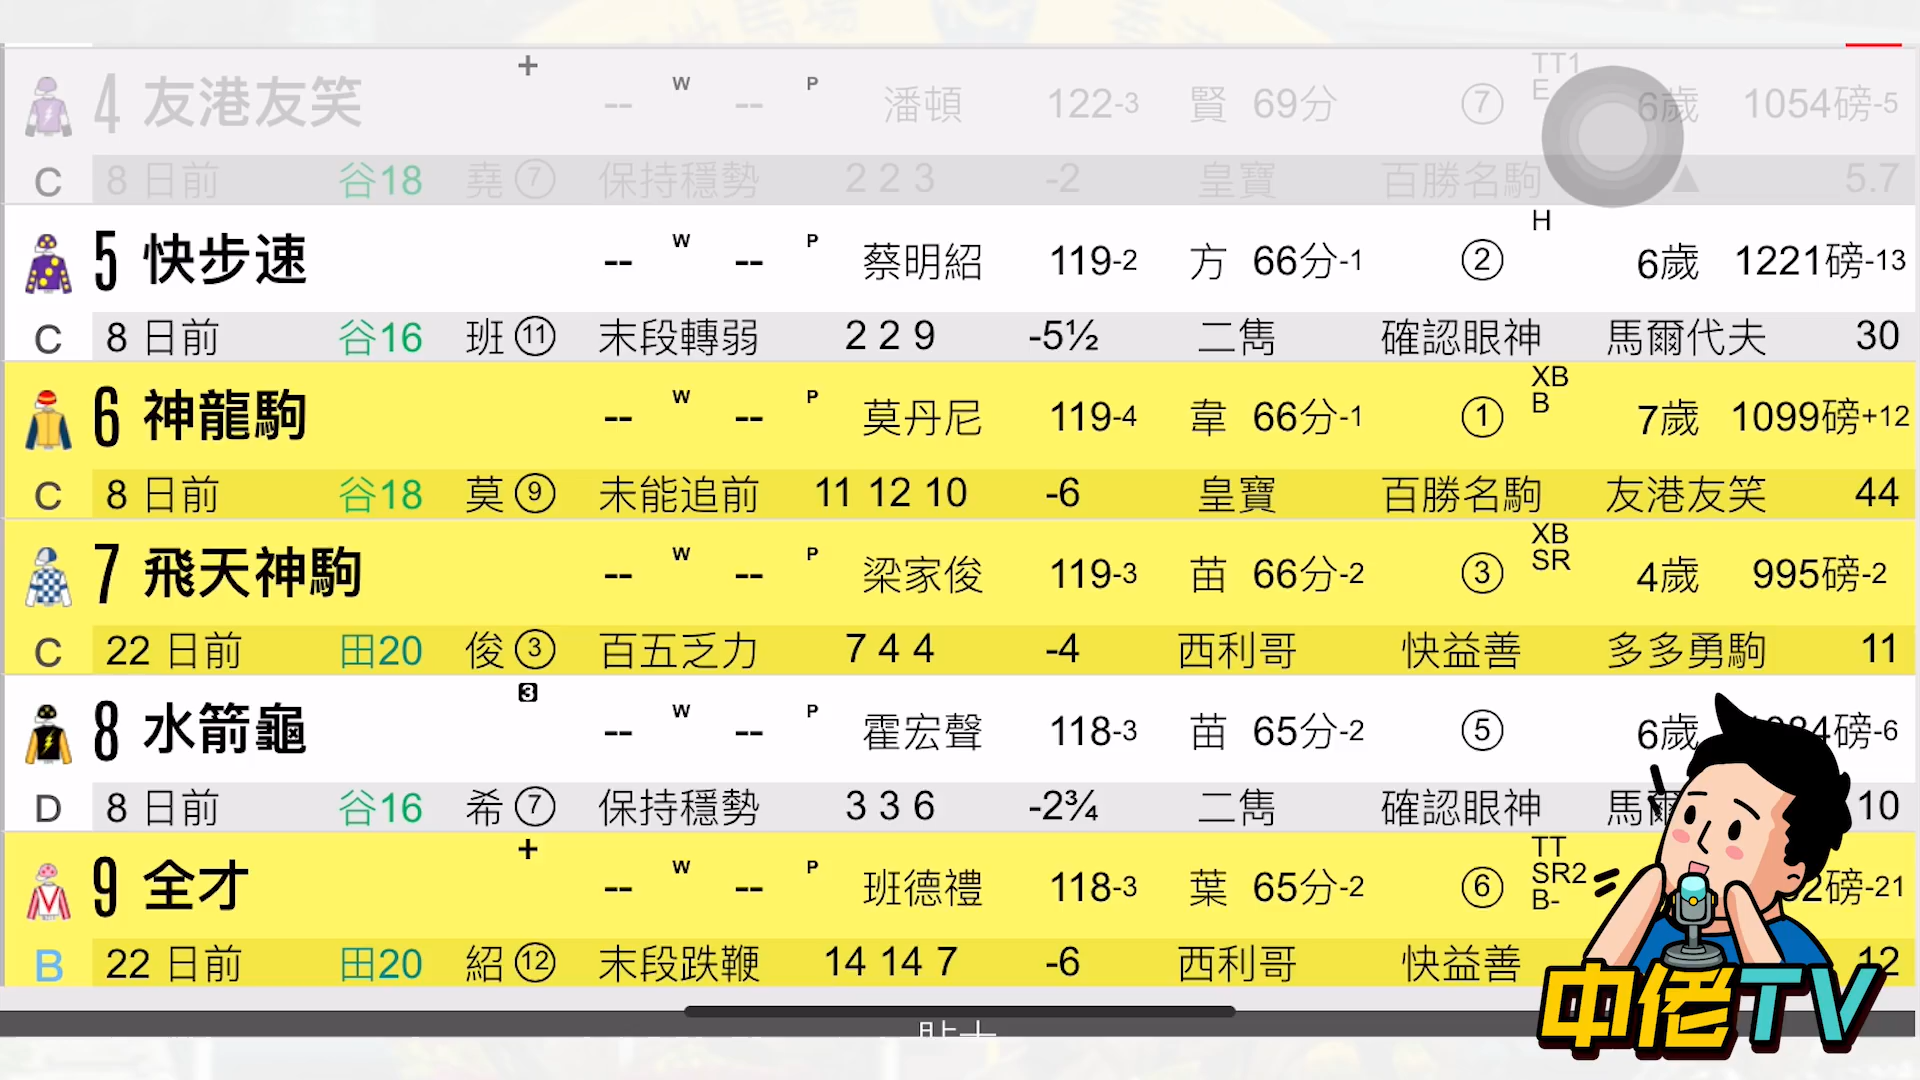 4 友港友笑 + -- W -- P 潘頓 122-3 賢 69分 ⑦ TT1 E 6歲 1054磅-5
C 8 日前 谷18 堯⑦ 保持穩勢 2 2 3 -2 皇寶 百勝名駒 ▲ 5.7
5 快步速 -- W -- P 蔡明紹 119-2 方 66分-1 ② H 6歲 1221磅-13
C 8 日前 谷16 班⑪ 末段轉弱 2 2 9 -5½ 二雋 確認眼神 馬爾代夫 30
6 神龍駒 -- W -- P 莫丹尼 119-4 韋 66分-1 ① XB B 7歲 1099磅+12
C 8 日前 谷18 莫⑨ 未能追前 11 12 10 -6 皇寶 百勝名駒 友港友笑 44
7 飛天神駒 -- W -- P 梁家俊 119-3 苗 66分-2 ③ XB SR 4歲 995磅-2
C 22 日前 田20 俊③ 百五乏力 7 4 4 -4 西利哥 快益善 多多勇駒 11
8 水箭龜 3 -- W -- P 霍宏聲 118-3 苗 65分-2 ⑤ 6歲 磅-6
D 8 日前 谷16 希⑦ 保持穩勢 3 3 6 -2¾ 二雋 確認眼神 馬爾 10
9 全才 + -- W -- P 班德禮 118-3 葉 65分-2 ⑥ TT SR2 B- 2磅-21
B 22 日前 田20 紹⑫ 末段跌鞭 14 14 7 -6 西利哥 快益善 12
中佬TV